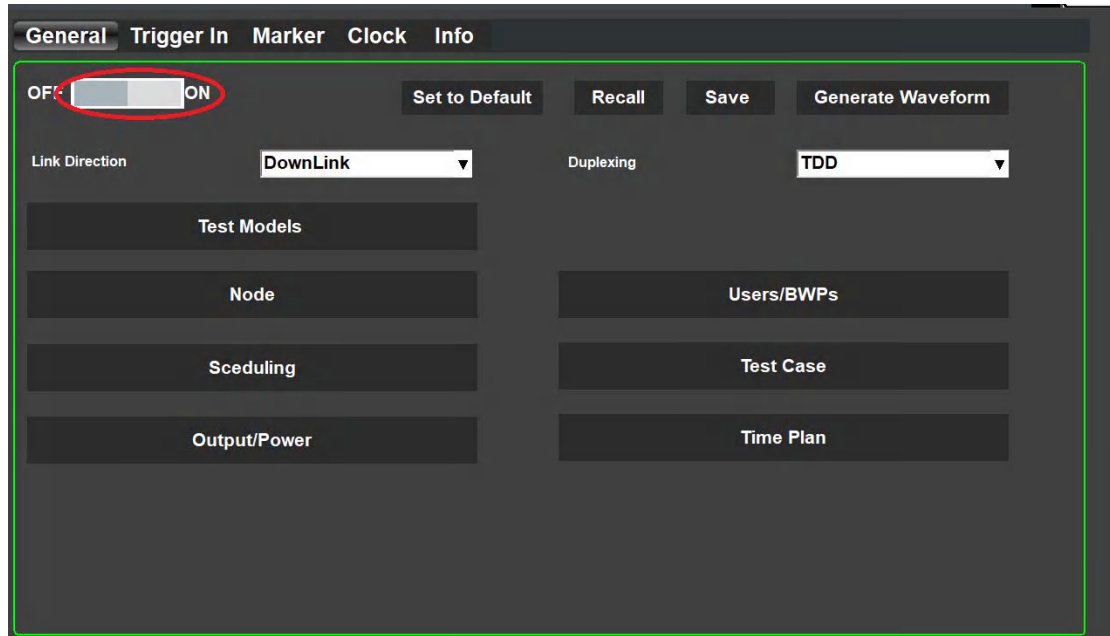 General Trigger In Marker Clock Info
OFF ON Set to Default Recall Save Generate Waveform
Link Direction DownLink Duplexing TDD
Test Models
Node Users/BWPs
Sceduling Test Case
Output/Power Time Plan